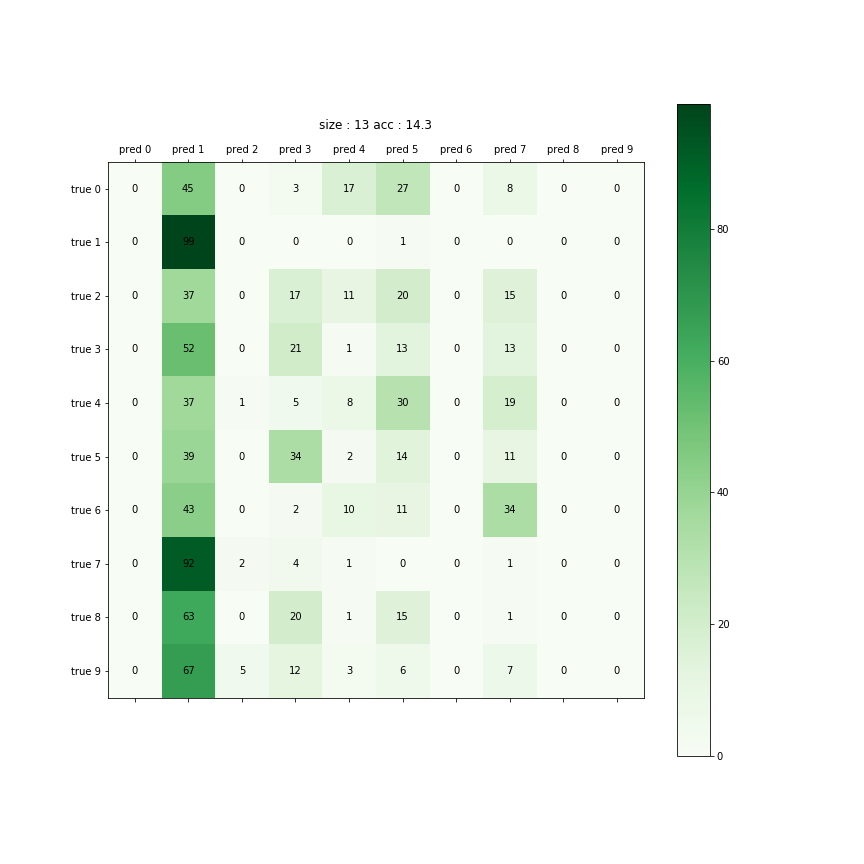 size : 13 acc : 14.3
pred 0 pred 1 pred 2 pred 3 pred 4 pred 5 pred 6 pred 7 pred 8 pred 9
true 0 0 45 0 3 17 27 0 8 0 0
true 1 0 99 0 0 0 1 0 0 0 0
true 2 0 37 0 17 11 20 0 15 0 0
true 3 0 52 0 21 1 13 0 13 0 0
true 4 0 37 1 5 8 30 0 19 0 0
true 5 0 39 0 34 2 14 0 11 0 0
true 6 0 43 0 2 10 11 0 34 0 0
true 7 0 92 2 4 1 0 0 1 0 0
true 8 0 63 0 20 1 15 0 1 0 0
true 9 0 67 5 12 3 6 0 7 0 0
80
60
40
20
0